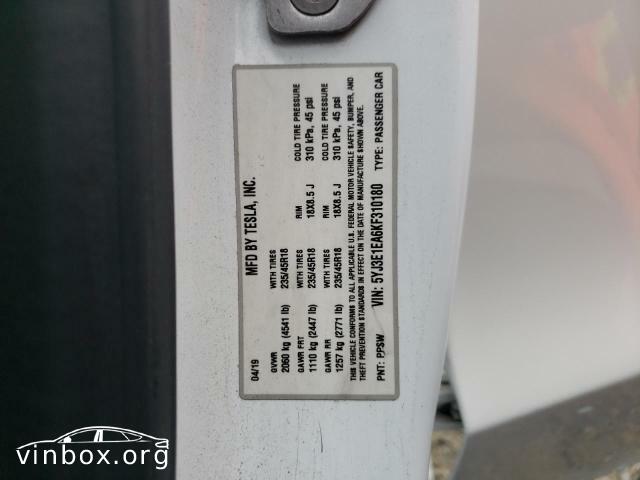 MFD BY TESLA, INC.
04/19
GVWR WITH TIRES RIM COLD TIRE PRESSURE
2060 kg (4541 lb) 235/45R18 18X8.5 J 310 kPa, 45 psi
GAWR FRT WITH TIRES RIM COLD TIRE PRESSURE
1110 kg (2447 lb) 235/45R18 18X8.5 J 310 kPa, 45 psi
GAWR RR WITH TIRES
1257 kg (2771 lb) 235/45R18
THIS VEHICLE CONFORMS TO ALL APPLICABLE U.S. FEDERAL MOTOR VEHICLE SAFETY, BUMPER, AND
THEFT PREVENTION STANDARDS IN EFFECT ON THE DATE OF MANUFACTURE SHOWN ABOVE.
PNT: PPSW VIN: 5YJ3E1EA6KF310180 TYPE: PASSENGER CAR
vinbox.org